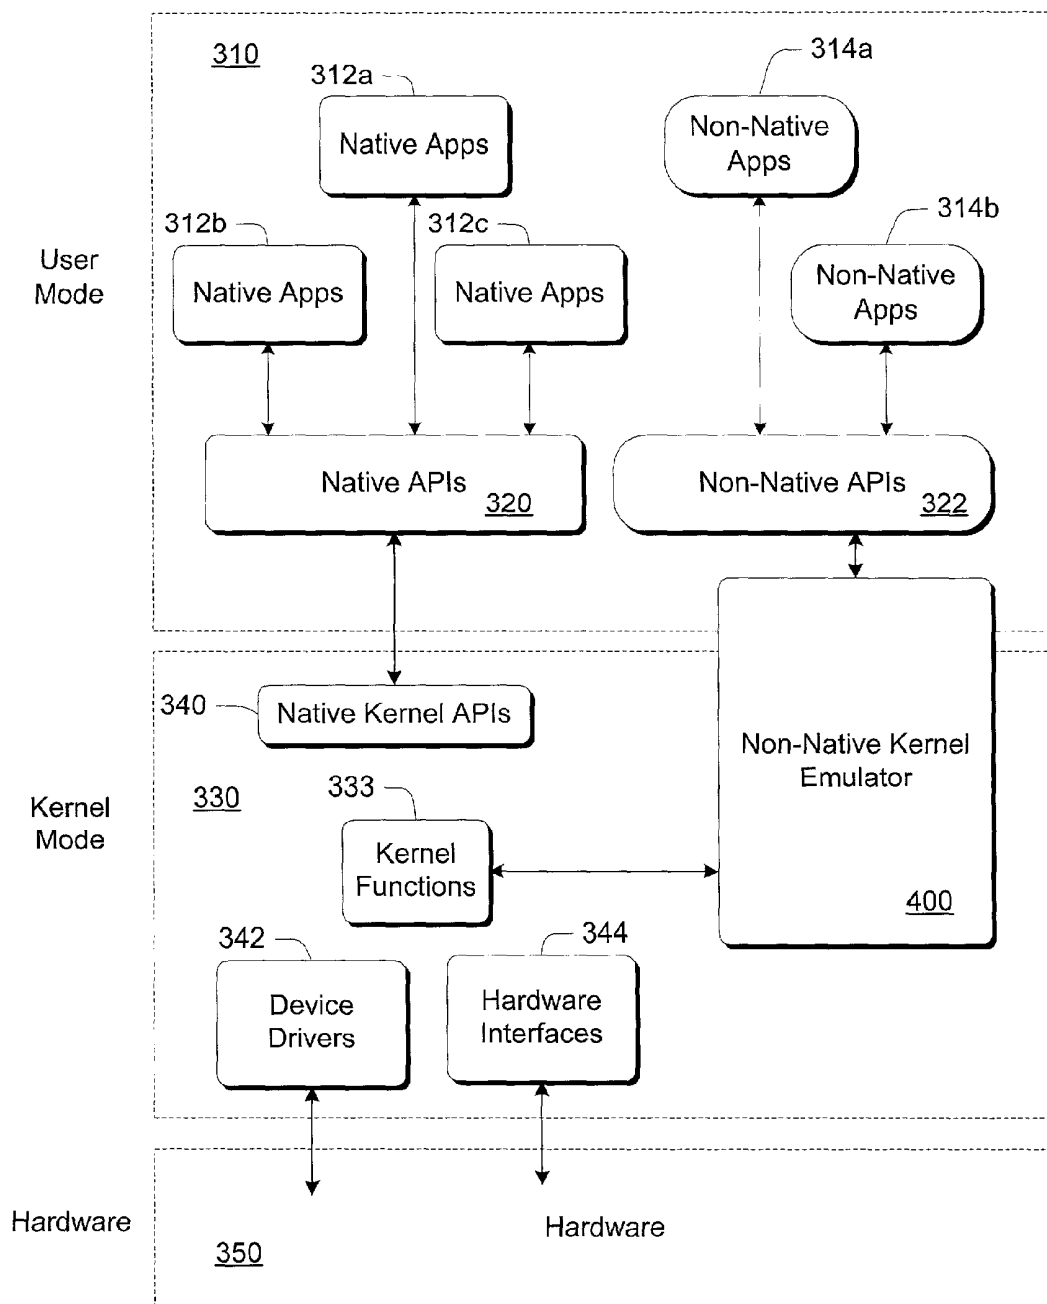 310
312a
314a
Native Apps
Non-Native
Apps
312b
312c
314b
User
Mode
Native Apps
Native Apps
Non-Native
Apps
Native APIs
320
Non-Native APIs
322
340
Native Kernel APIs
Non-Native Kernel
Emulator
Kernel
Mode
330
333
Kernel
Functions
400
342
344
Device
Drivers
Hardware
Interfaces
Hardware
Hardware
350